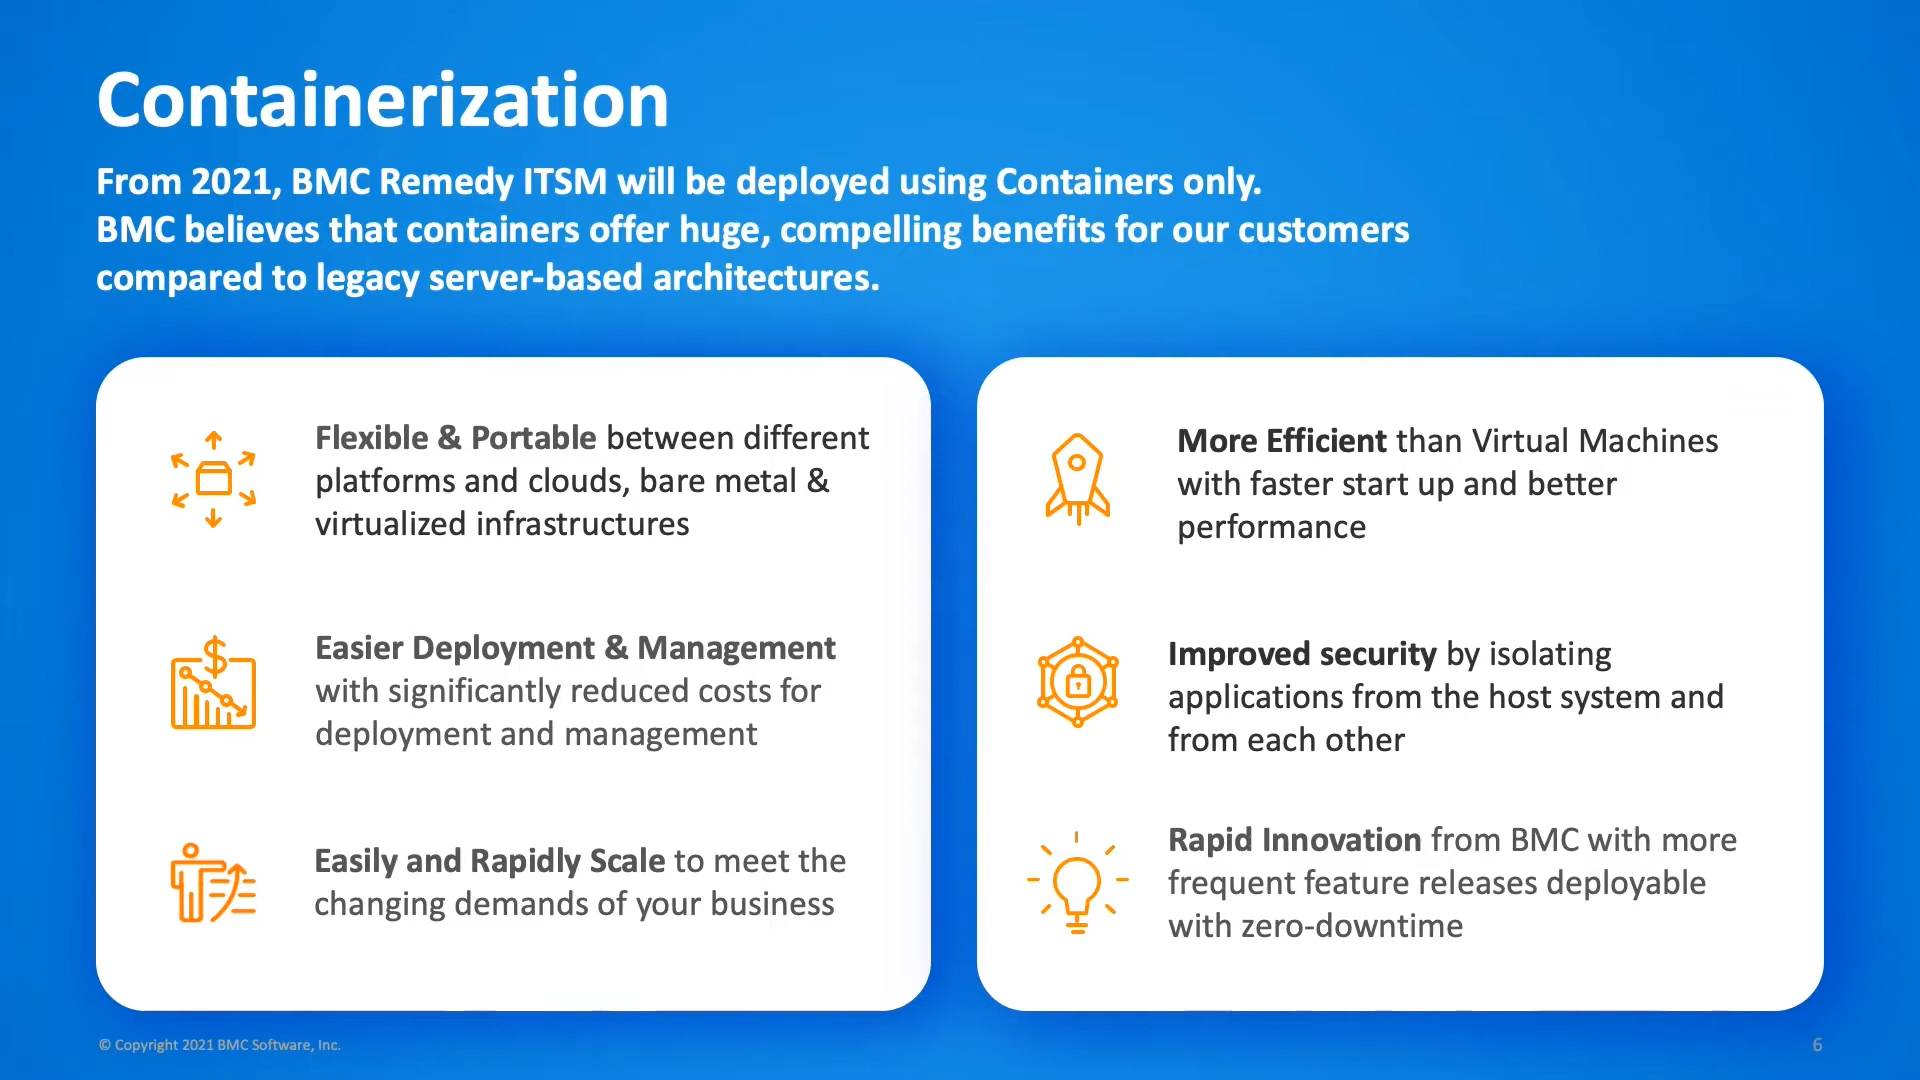 Containerization
From 2021, BMC Remedy ITSM will be deployed using Containers only.
BMC believes that containers offer huge, compelling benefits for our customers
compared to legacy server-based architectures.
Flexible & Portable between different
platforms and clouds, bare metal &
virtualized infrastructures
Easier Deployment & Management
with significantly reduced costs for
deployment and management
Easily and Rapidly Scale to meet the
changing demands of your business
More Efficient than Virtual Machines
with faster start up and better
performance
Improved security by isolating
applications from the host system and
from each other
Rapid Innovation from BMC with more
frequent feature releases deployable
with zero-downtime
© Copyright 2021 BMC Software, Inc.
6